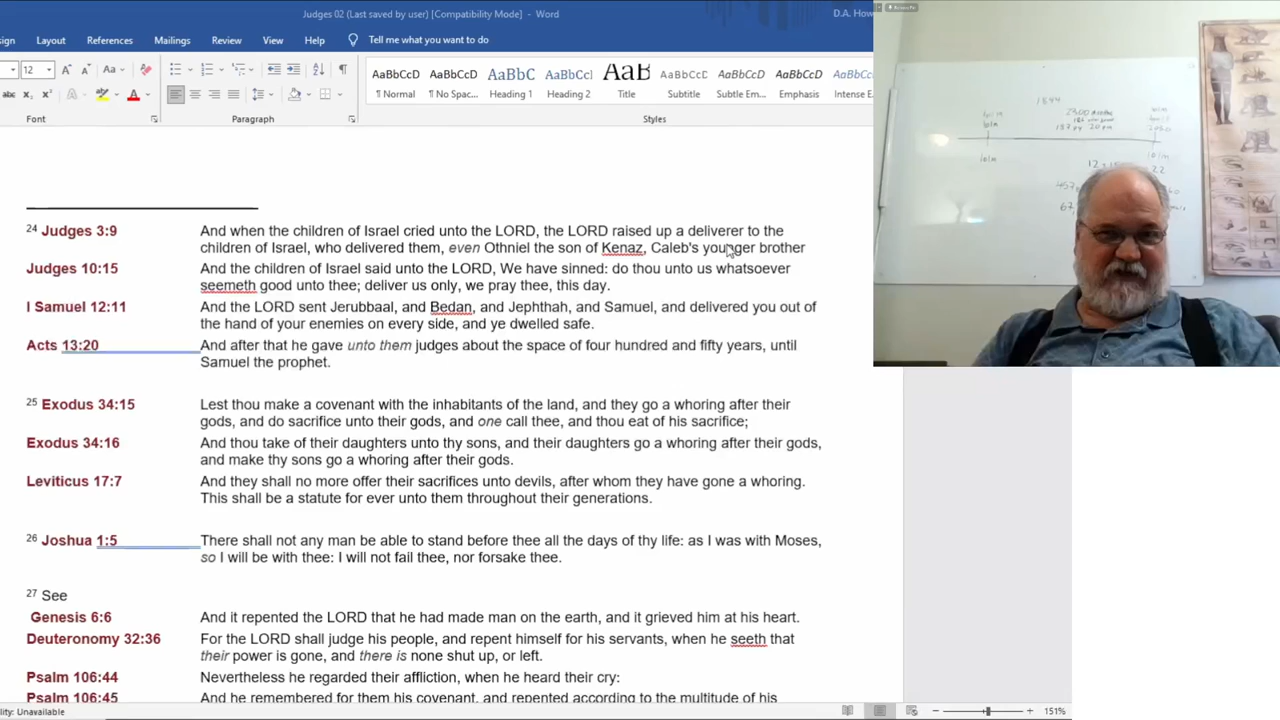 Judges 02 (Last saved by user) [Compatibility Mode] - Word
D.A. How
sign Layout References Mailings Review View Help Tell me what you want to do
12 Aa
abc x₂ x² A A
Font Paragraph Styles
AaBbCcD AaBbCcD AaBbC AaBbCcl AaB AaBbCcD AaBbCcD AaBbCcD AaBbCc
¶ Normal ¶ No Spac... Heading 1 Heading 2 Title Subtitle Subtle Em... Emphasis Intense E
24 Judges 3:9 And when the children of Israel cried unto the LORD, the LORD raised up a deliverer to the
children of Israel, who delivered them, even Othniel the son of Kenaz, Caleb's younger brother
Judges 10:15 And the children of Israel said unto the LORD, We have sinned: do thou unto us whatsoever
seemeth good unto thee; deliver us only, we pray thee, this day.
I Samuel 12:11 And the LORD sent Jerubbaal, and Bedan, and Jephthah, and Samuel, and delivered you out of
the hand of your enemies on every side, and ye dwelled safe.
Acts 13:20 And after that he gave unto them judges about the space of four hundred and fifty years, until
Samuel the prophet.
25 Exodus 34:15 Lest thou make a covenant with the inhabitants of the land, and they go a whoring after their
gods, and do sacrifice unto their gods, and one call thee, and thou eat of his sacrifice;
Exodus 34:16 And thou take of their daughters unto thy sons, and their daughters go a whoring after their gods,
and make thy sons go a whoring after their gods.
Leviticus 17:7 And they shall no more offer their sacrifices unto devils, after whom they have gone a whoring.
This shall be a statute for ever unto them throughout their generations.
26 Joshua 1:5 There shall not any man be able to stand before thee all the days of thy life: as I was with Moses,
so I will be with thee: I will not fail thee, nor forsake thee.
27 See
Genesis 6:6 And it repented the LORD that he had made man on the earth, and it grieved him at his heart.
Deuteronomy 32:36 For the LORD shall judge his people, and repent himself for his servants, when he seeth that
their power is gone, and there is none shut up, or left.
Psalm 106:44 Nevertheless he regarded their affliction, when he heard their cry:
Psalm 106:45 And he remembered for them his covenant, and repented according to the multitude of his
lity: Unavailable
151%
1844
2300
12
22
457
67